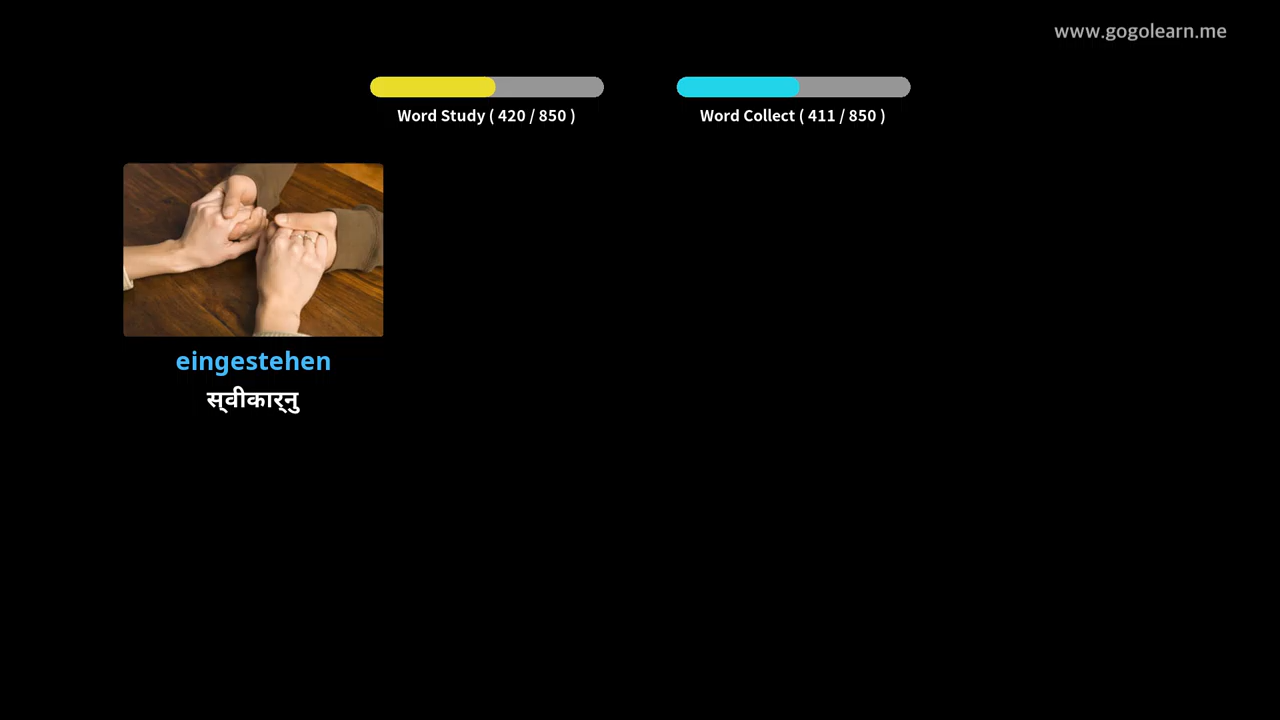 www.gogolearn.me
Word Study ( 420 / 850 )
Word Collect ( 411 / 850 )
eingestehen
स्वीकार्नु